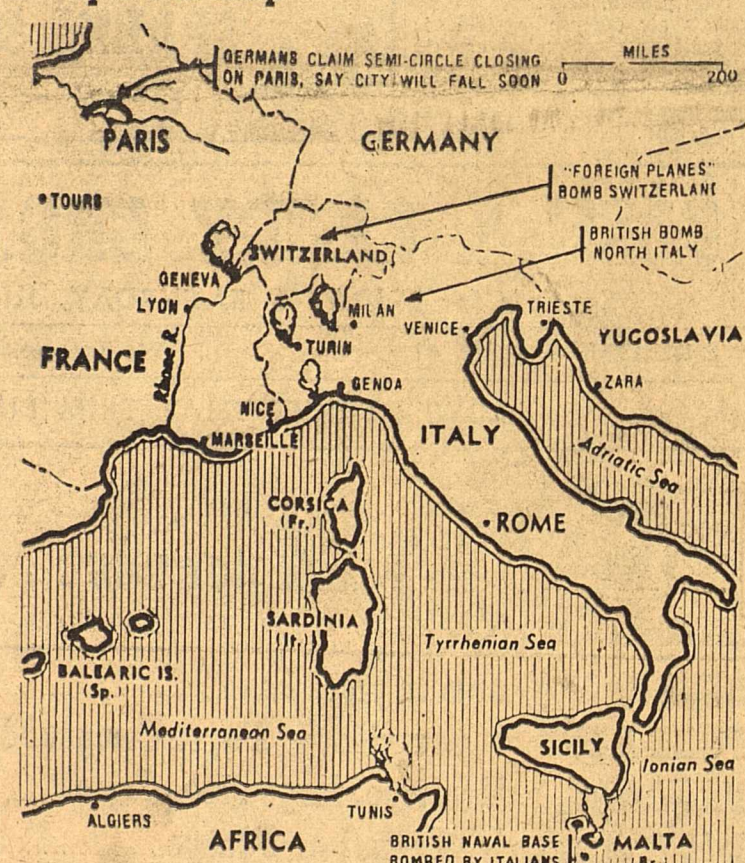 GERMANS CLAIM SEMI-CIRCLE CLOSING
ON PARIS, SAY CITY WILL FALL SOON
MILES
0 200
PARIS
GERMANY
"FOREIGN PLANES"
BOMB SWITZERLAND
TOURS
BRITISH BOMB
NORTH ITALY
SWITZERLAND
GENEVA
LYON
MILAN
TRIESTE
VENICE
YUGOSLAVIA
TURIN
FRANCE
Rhone R.
GENOA
ZARA
NICE
MARSEILLE
ITALY
Adriatic Sea
CORSICA
(Fr.)
ROME
SARDINIA
(It.)
Tyrrhenian Sea
BALEARIC IS.
(Sp.)
Mediterranean Sea
SICILY
Ionian Sea
ALGIERS
TUNIS
AFRICA
BRITISH NAVAL BASE
BOMBED BY ITALIANS
MALTA